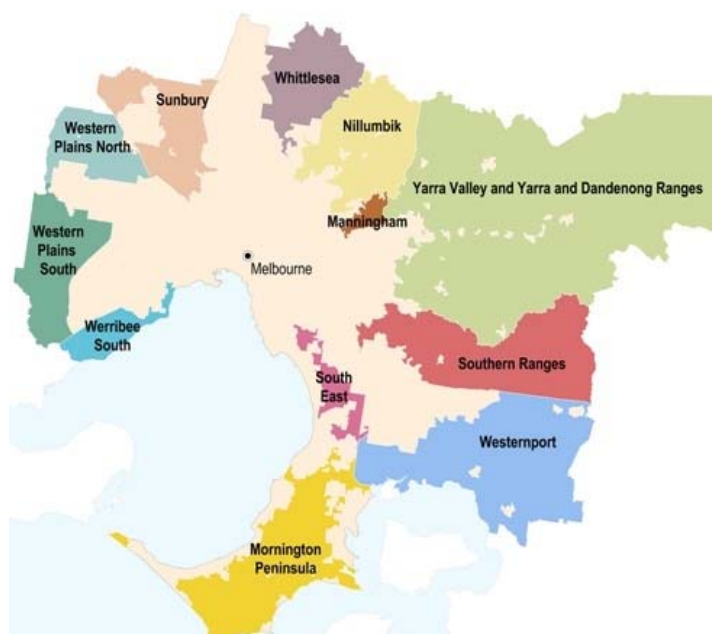 Whittlesea
Sunbury
Nillumbik
Western
Plains North
Yarra Valley and Yarra and Dandenong Ranges
Manningham
Western
Plains
South
Melbourne
Werribee
South
Southern Ranges
South
East
Westernport
Mornington
Peninsula